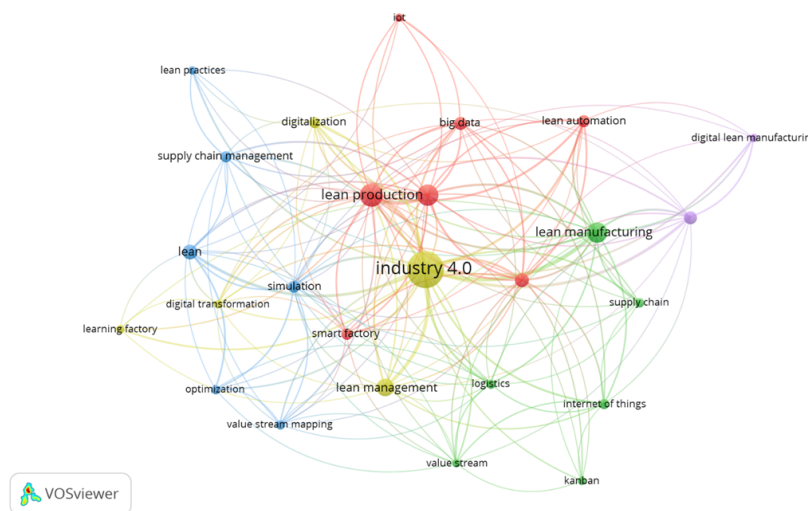 iot
lean practices
digitalization
big data
lean automation
digital lean manufacturin
supply chain management
lean production
lean manufacturing
lean
industry 4.0
simulation
digital transformation
supply chain
learning factory
smart factory
optimization
lean management
logistics
internet of things
value stream mapping
value stream
kanban
VOSviewer